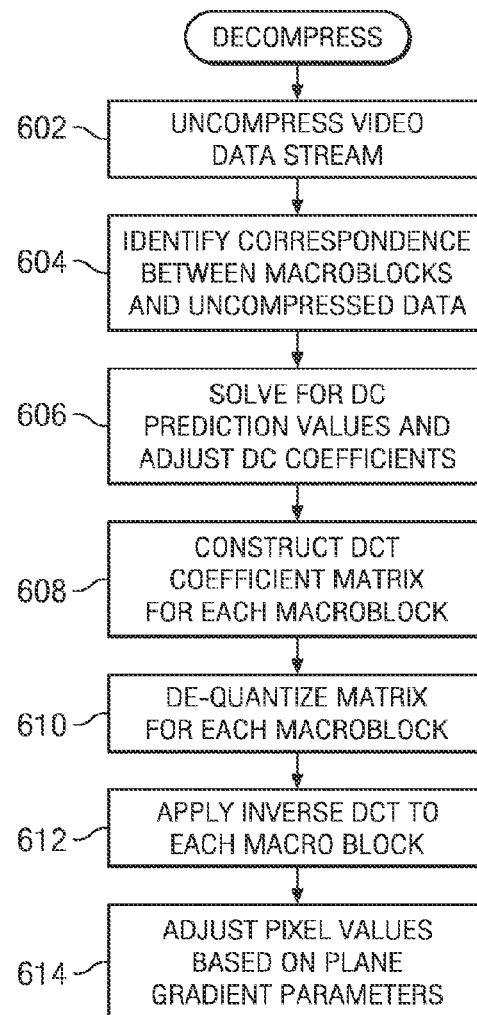 DECOMPRESS
602
UNCOMPRESS VIDEO
DATA STREAM
604
IDENTIFY CORRESPONDENCE
BETWEEN MACROBLOCKS
AND UNCOMPRESSED DATA
606
SOLVE FOR DC
PREDICTION VALUES AND
ADJUST DC COEFFICIENTS
608
CONSTRUCT DCT
COEFFICIENT MATRIX
FOR EACH MACROBLOCK
610
DE-QUANTIZE MATRIX
FOR EACH MACROBLOCK
612
APPLY INVERSE DCT TO
EACH MACRO BLOCK
614
ADJUST PIXEL VALUES
BASED ON PLANE
GRADIENT PARAMETERS